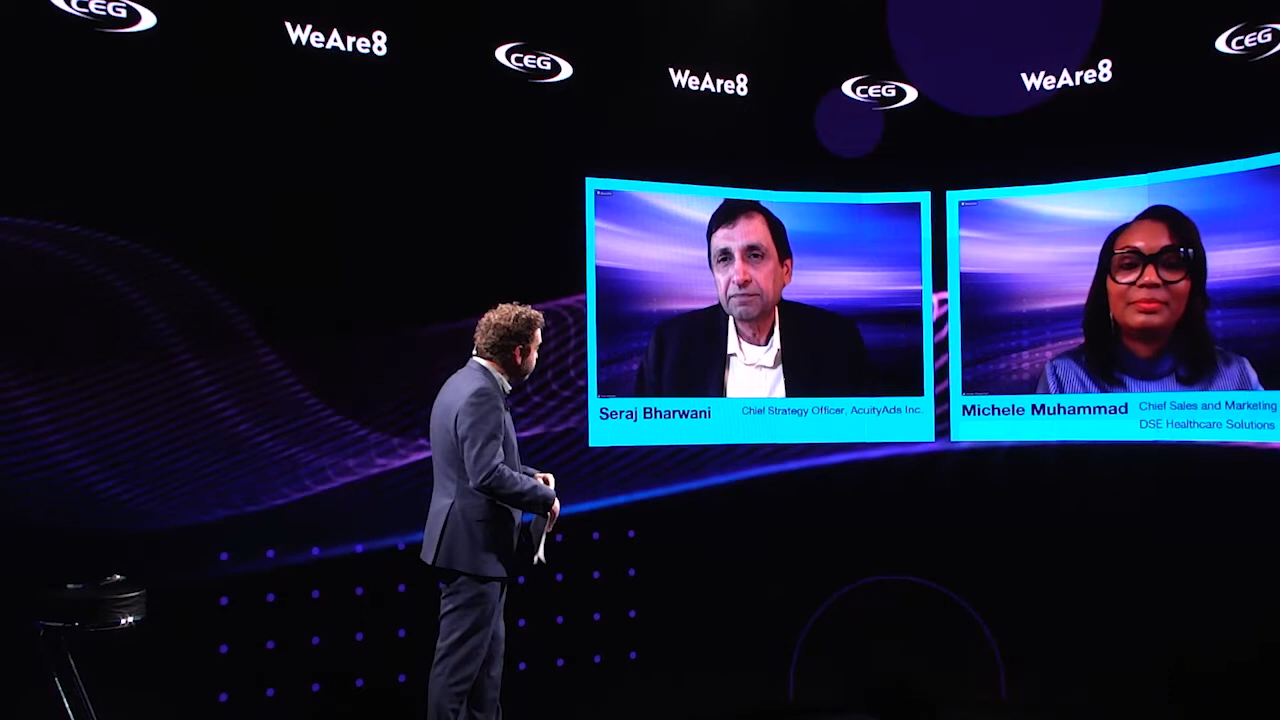 CEG
WeAre8
CEG
WeAre8
CEG
WeAre8
CEG
Seraj Bharwani
Chief Strategy Officer, AcuityAds Inc.
Michele Muhammad
Chief Sales and Marketing
DSE Healthcare Solutions